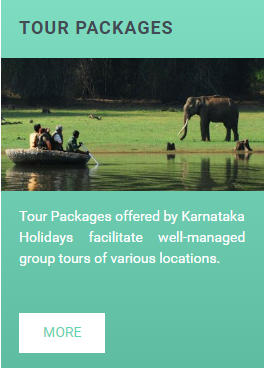 TOUR PACKAGES
Tour Packages offered by Karnataka
Holidays facilitate well-managed
group tours of various locations.
MORE